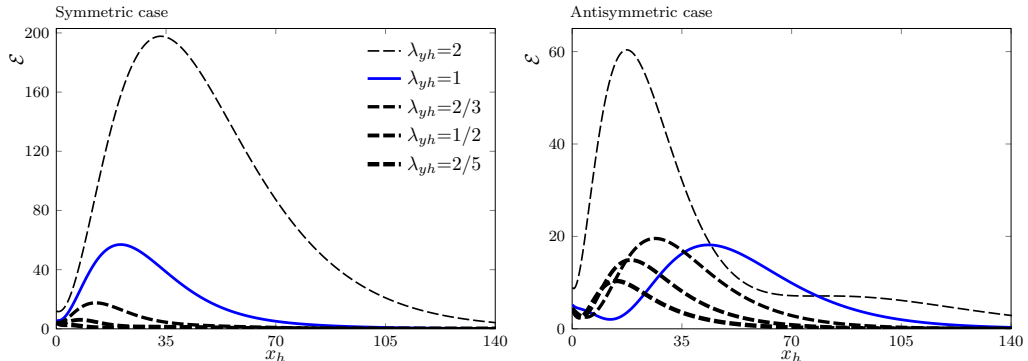 Symmetric case
200
160
120
80
40
0
ℰ
0
35
70
105
140
x_h
λ_yh=2
λ_yh=1
λ_yh=2/3
λ_yh=1/2
λ_yh=2/5
Antisymmetric case
60
40
20
0
ℰ
0
35
70
105
140
x_h